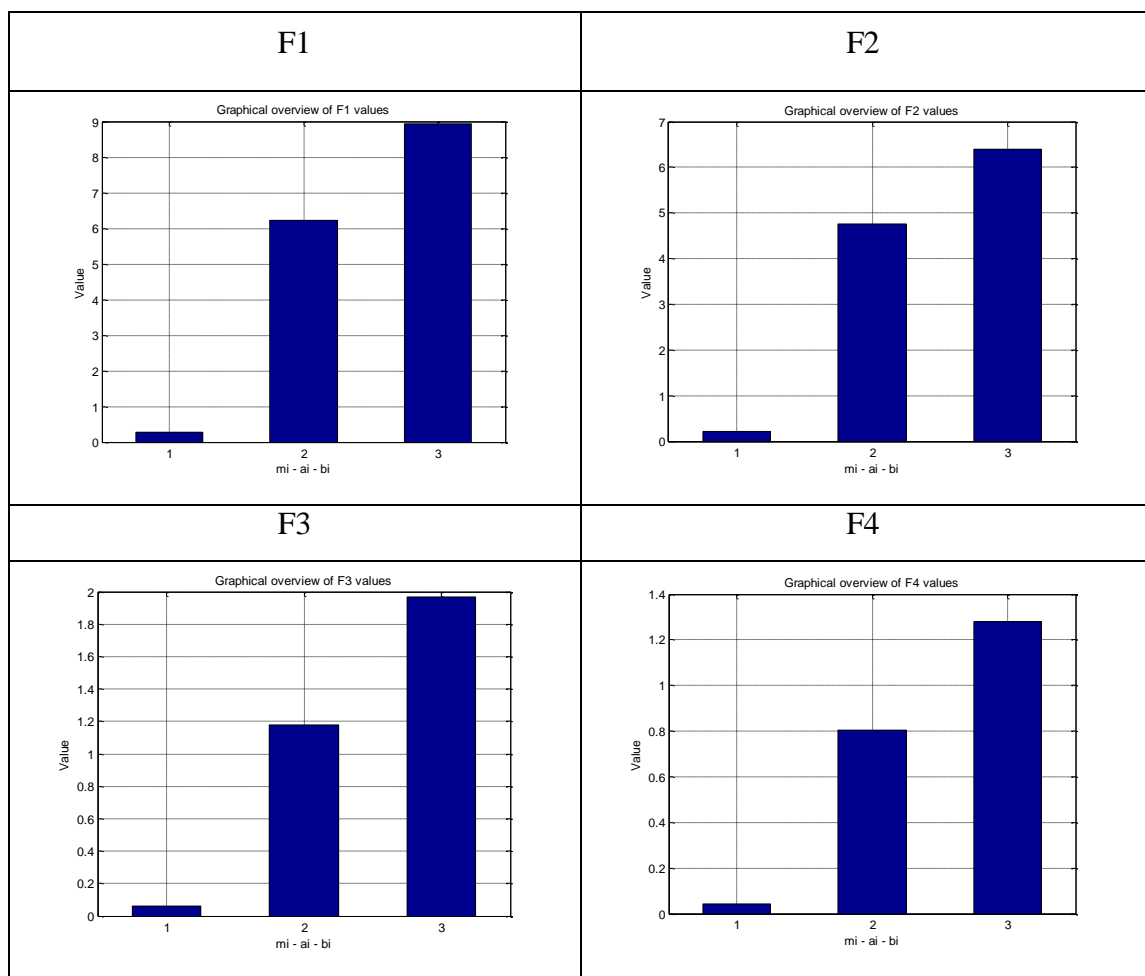 F1
F2
Graphical overview of F1 values
9
8
7
6
5
4
3
2
1
0
Value
1 2 3
mi - ai - bi
Graphical overview of F2 values
7
6
5
4
3
2
1
0
Value
1 2 3
mi - ai - bi
F3
F4
Graphical overview of F3 values
2
1.8
1.6
1.4
1.2
1
0.8
0.6
0.4
0.2
0
Value
1 2 3
mi - ai - bi
Graphical overview of F4 values
1.4
1.2
1
0.8
0.6
0.4
0.2
0
Value
1 2 3
mi - ai - bi